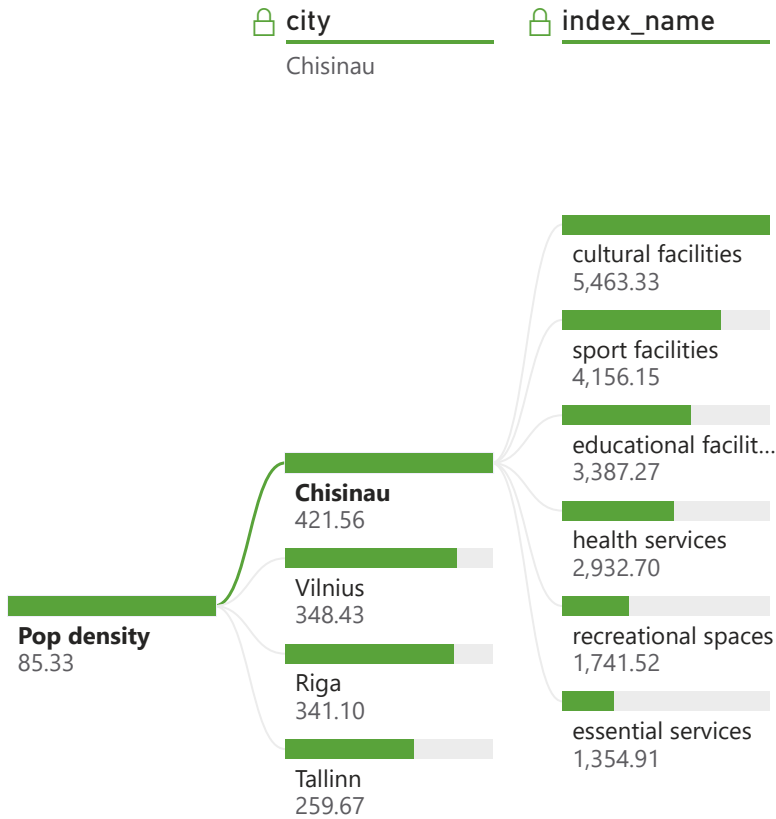 city
index_name
Chisinau
cultural facilities
5,463.33
sport facilities
4,156.15
educational facilit...
3,387.27
Chisinau
421.56
health services
2,932.70
Vilnius
348.43
Pop density
85.33
recreational spaces
1,741.52
Riga
341.10
essential services
1,354.91
Tallinn
259.67